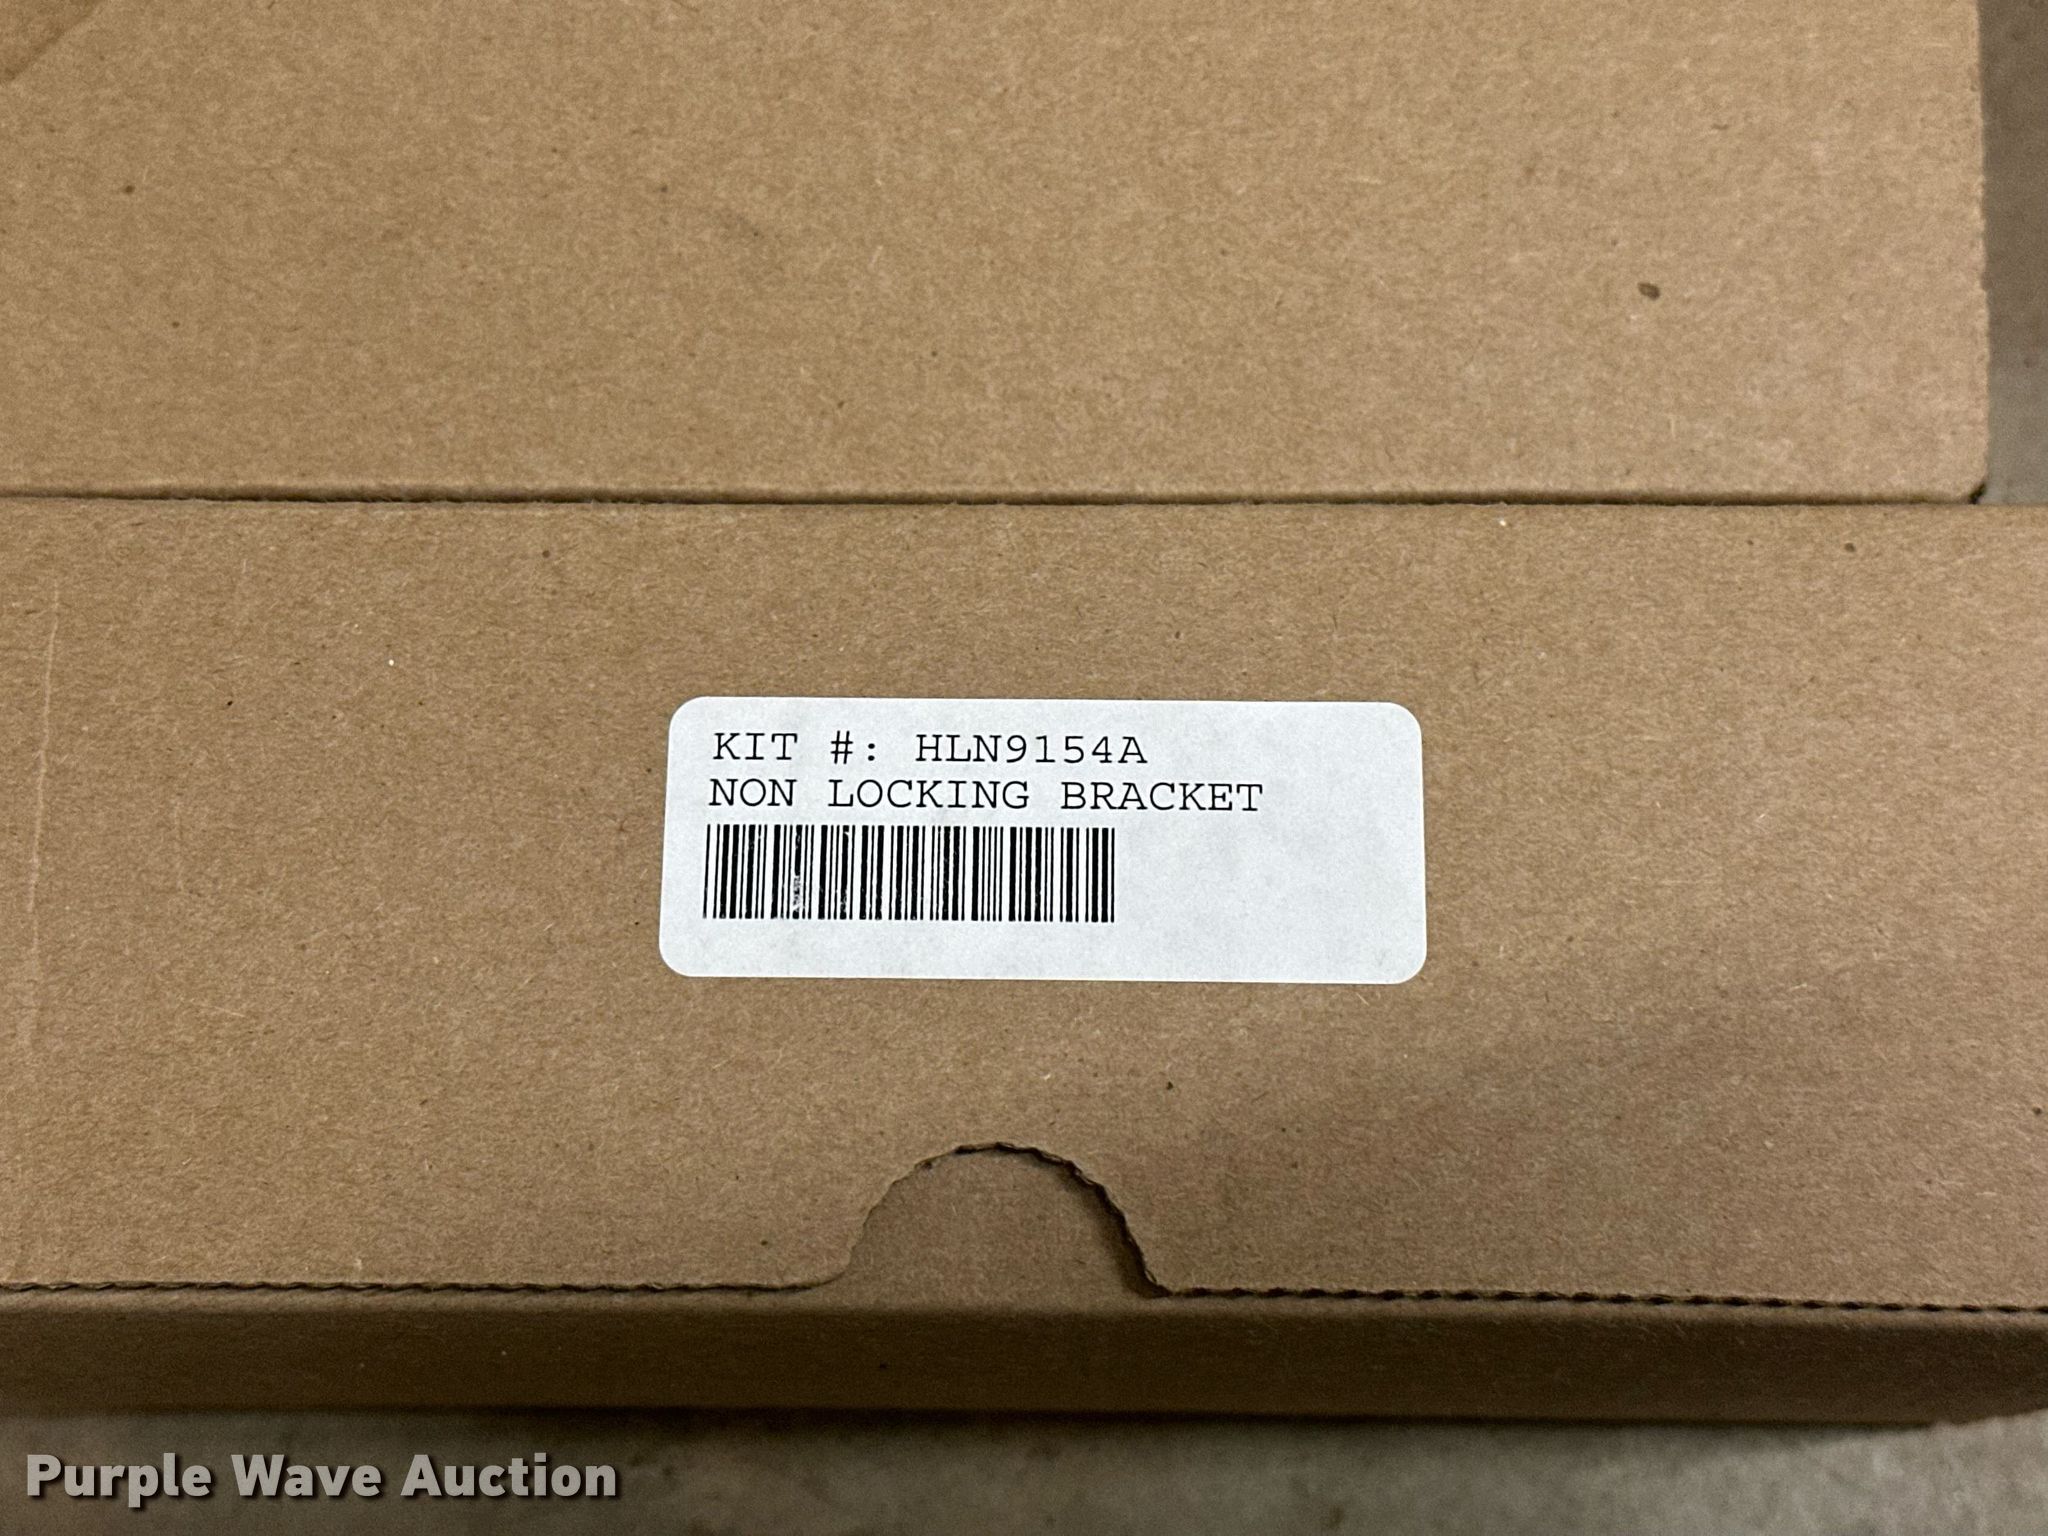 KIT #: HLN9154A
NON LOCKING BRACKET
Purple Wave Auction